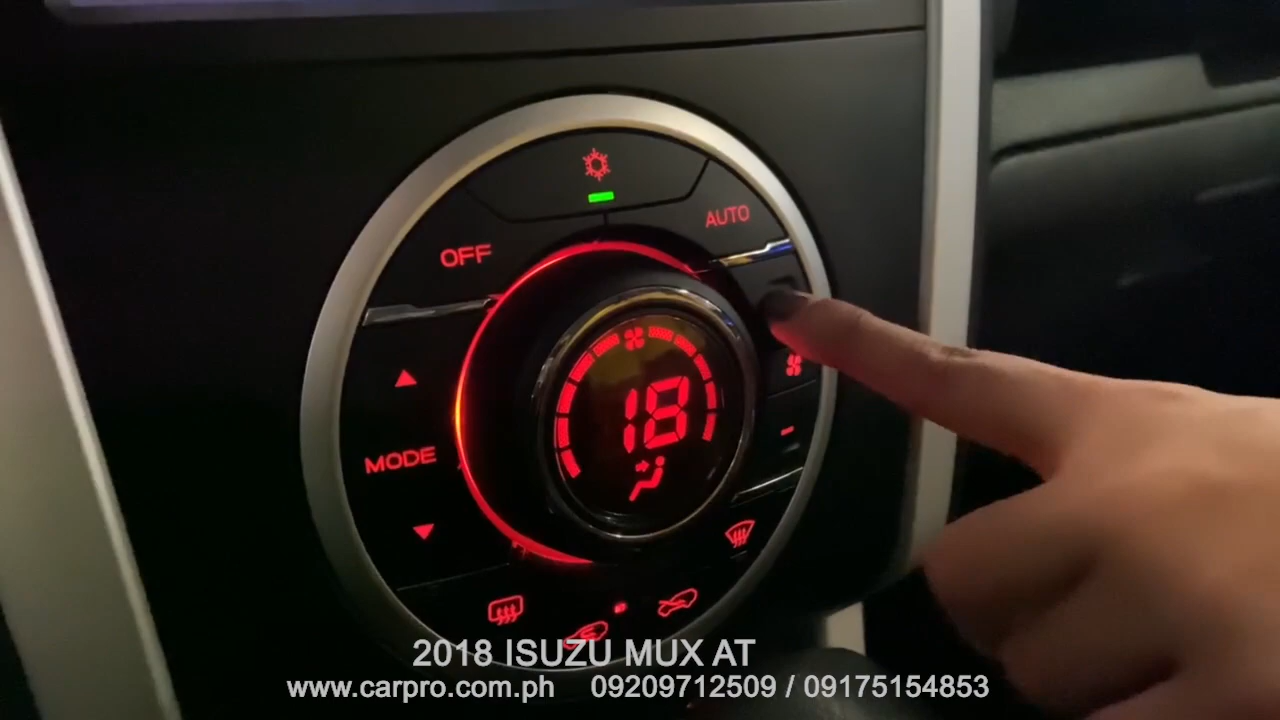 AUTO
OFF
18
MODE
-
2018 ISUZU MUX AT
www.carpro.com.ph 09209712509 / 09175154853